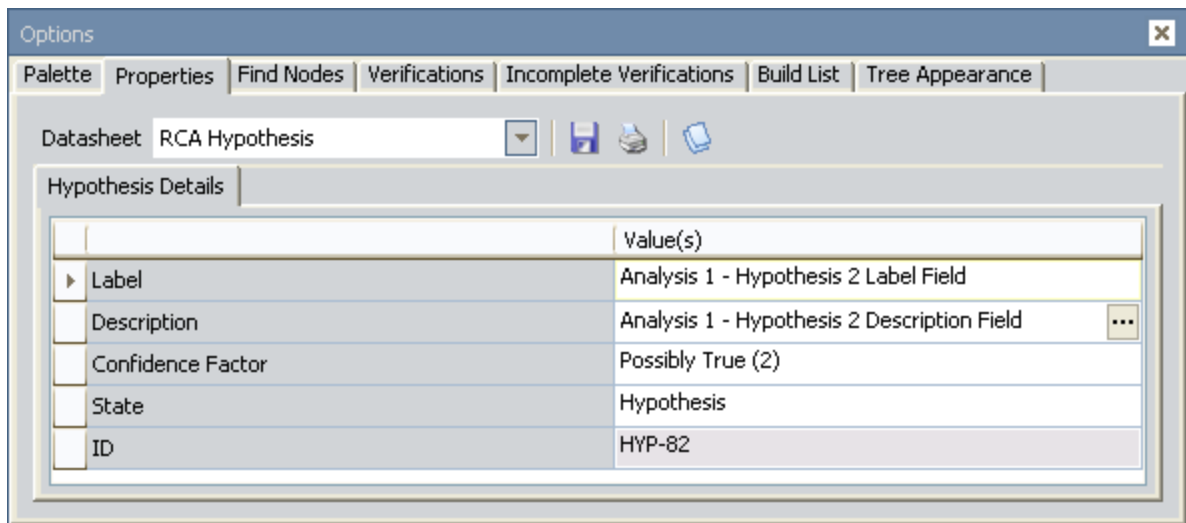 Options
Palette Properties Find Nodes Verifications Incomplete Verifications Build List Tree Appearance
Datasheet RCA Hypothesis
Hypothesis Details
Value(s)
Label Analysis 1 - Hypothesis 2 Label Field
Description Analysis 1 - Hypothesis 2 Description Field ...
Confidence Factor Possibly True (2)
State Hypothesis
ID HYP-82